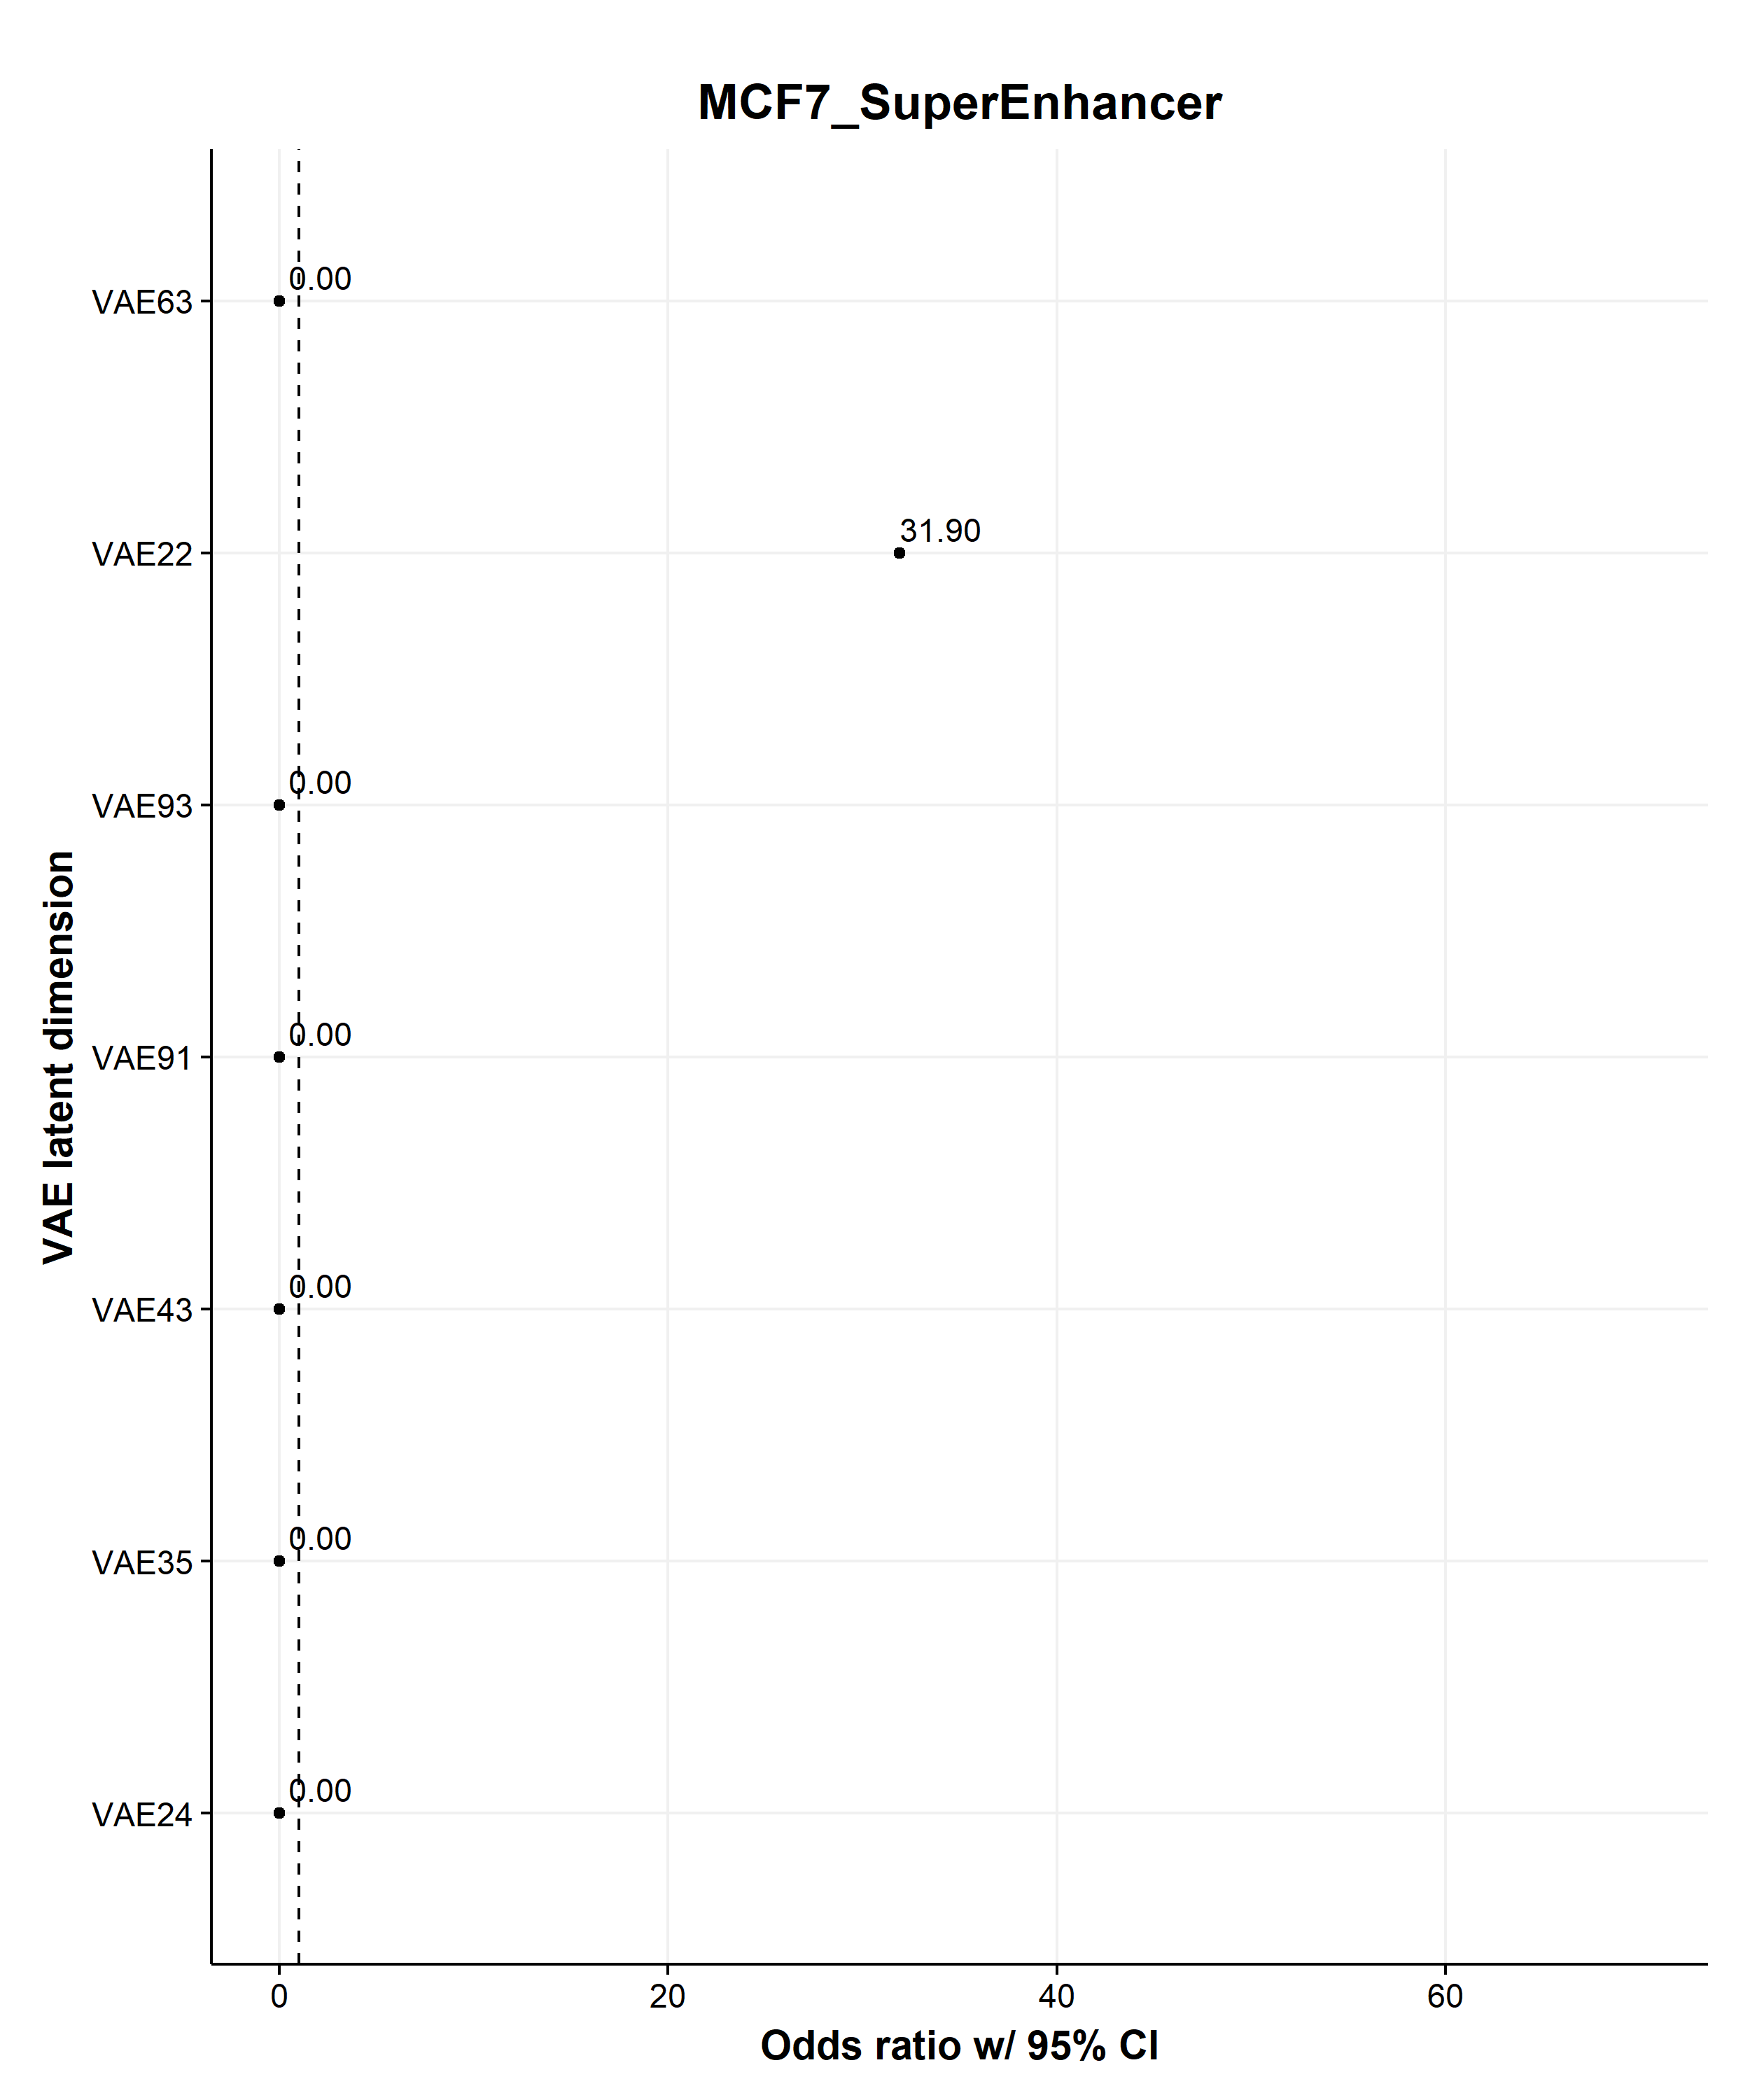 MCF7_SuperEnhancer
VAE latent dimension
VAE63
0.00
VAE22
31.90
VAE93
0.00
VAE91
0.00
VAE43
0.00
VAE35
0.00
VAE24
0.00
0 20 40 60
Odds ratio w/ 95% CI